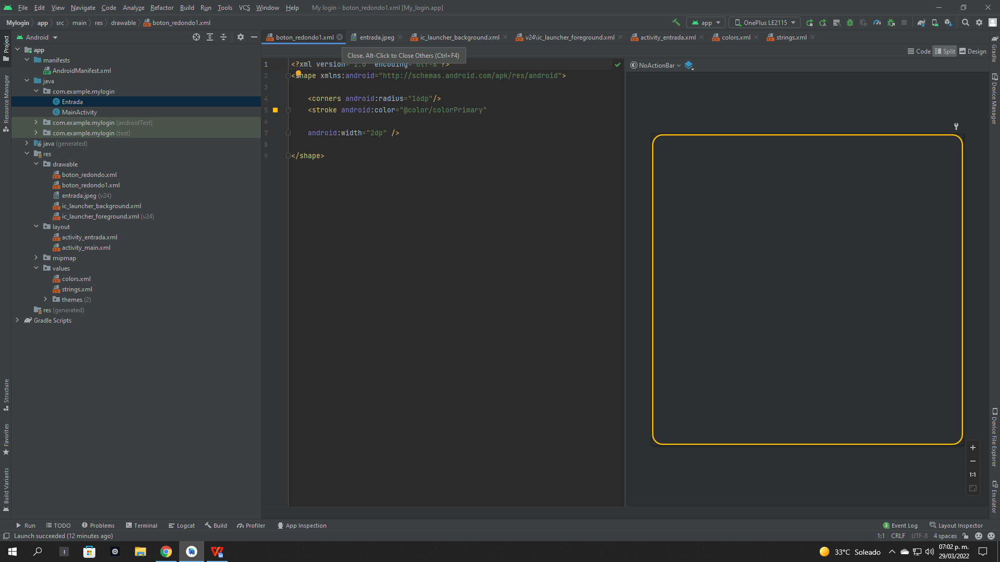 File Edit View Navigate Code Analyze Refactor Build Run Tools VCS Window Help My login - boton_redondo1.xml [My_login.app]
Mylogin app src main res drawable boton_redondo1.xml app OnePlus LE2115
Android
boton_redondo1.xml entrada.jpeg ic_launcher_background.xml v24\ic_launcher_foreground.xml activity_entrada.xml colors.xml strings.xml
Code Split Design
Close. Alt-Click to Close Others (Ctrl+F4)
NoActionBar
Project
Resource Manager
Structure
Favorites
Build Variants
app
manifests
AndroidManifest.xml
java
com.example.mylogin
Entrada
MainActivity
com.example.mylogin (androidTest)
com.example.mylogin (test)
java (generated)
res
drawable
boton_redondo.xml
boton_redondo1.xml
entrada.jpeg (v24)
ic_launcher_background.xml
ic_launcher_foreground.xml (v24)
layout
activity_entrada.xml
activity_main.xml
mipmap
values
colors.xml
strings.xml
themes (2)
res (generated)
Gradle Scripts
1 <?xml version="1.0" encoding="utf-8"?>
2 <shape xmlns:android="http://schemas.android.com/apk/res/android">
3
4 <corners android:radius="16dp"/>
5 <stroke android:color="@color/colorPrimary"
6
7 android:width="2dp" />
8
9 </shape>
1:1
Gradle
Device Manager
Device File Explorer
Emulator
Run TODO Problems Terminal Logcat Build Profiler App Inspection 3 Event Log Layout Inspector
Launch succeeded (12 minutes ago) 1:1 CRLF UTF-8 4 spaces
33°C Soleado 07:02 p. m.
29/03/2022